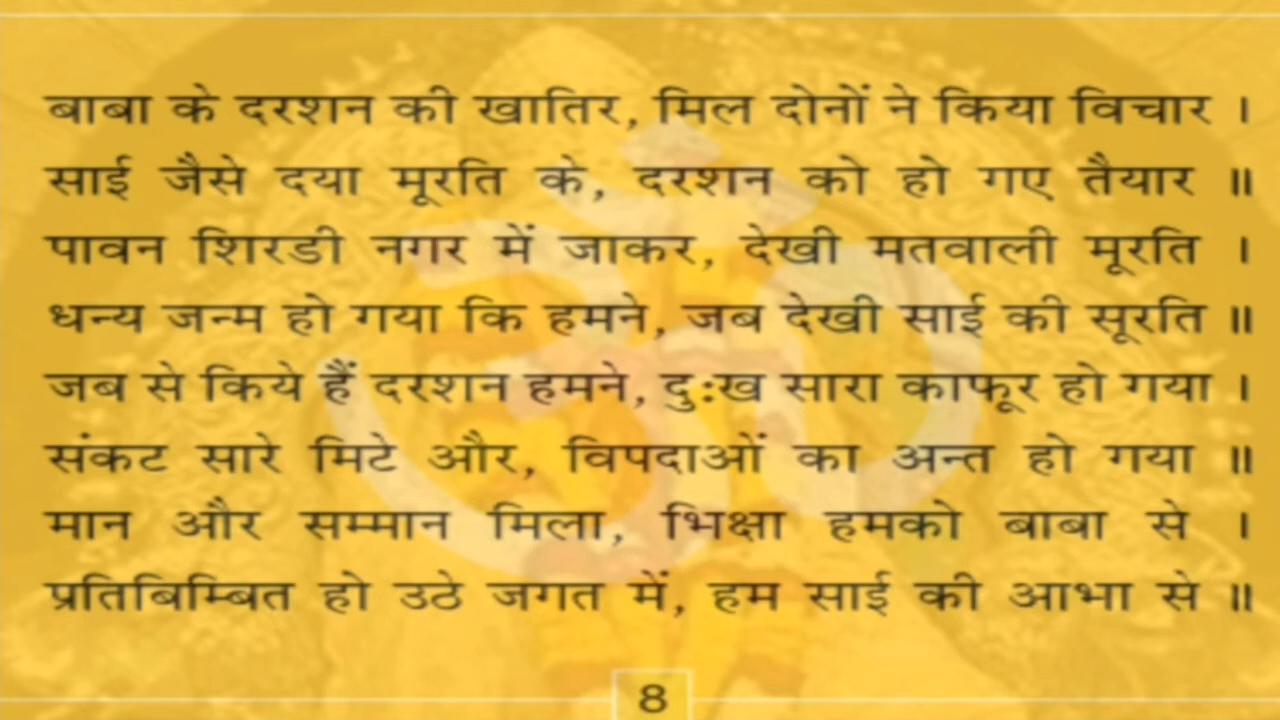 बाबा के दरशन की खातिर, मिल दोनों ने किया विचार ।
साई जैसे दया मूरति के, दरशन को हो गए तैयार ॥
पावन शिरडी नगर में जाकर, देखी मतवाली मूरति ।
धन्य जन्म हो गया कि हमने, जब देखी साई की सूरति ॥
जब से किये हैं दरशन हमने, दुःख सारा काफूर हो गया ।
संकट सारे मिटे और, विपदाओं का अन्त हो गया ॥
मान और सम्मान मिला, भिक्षा हमको बाबा से ।
प्रतिबिम्बित हो उठे जगत में, हम साई की आभा से ॥
8